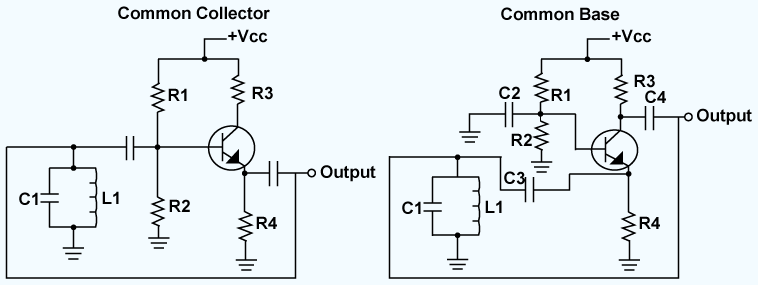 Common Collector
+Vcc
R1
R3
Output
C1
L1
R2
R4
Common Base
+Vcc
R3
C2
R1
C4
Output
R2
C3
C1
L1
R4